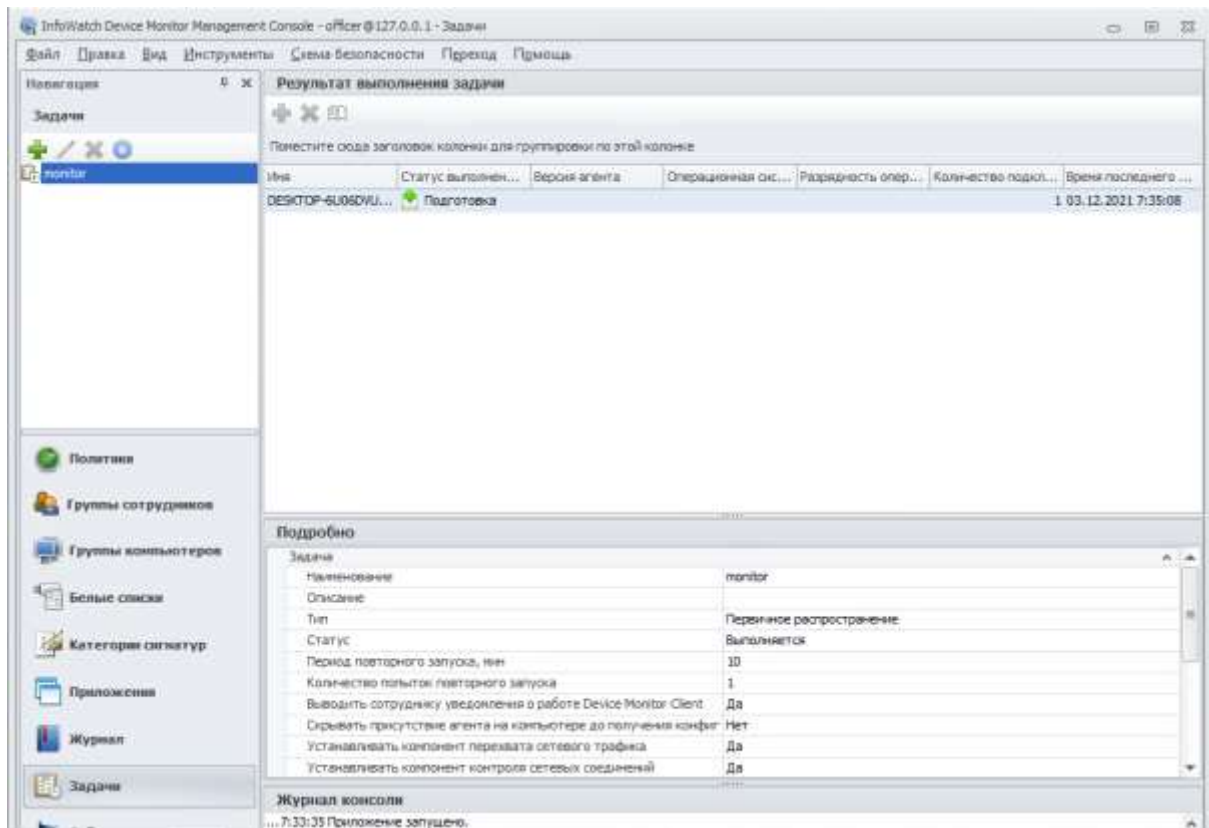 InfoWatch Device Monitor Management Console - officer@127.0.0.1 - Задачи
Файл Правка Вид Инструменты Схема безопасности Переход Помощь
Навигация
Задачи
monitor
Политики
Группы сотрудников
Группы компьютеров
Белые списки
Категории сигнатур
Приложения
Журнал
Задачи
Результат выполнения задачи
Поместите сюда заголовок колонки для группировки по этой колонке
Имя Статус выполнен... Версия агента Операционная сис... Разрядность опер... Количество подкл... Время последнего ...
DESKTOP-6U06DVU... Подготовка 1 03.12.2021 7:35:08
Подробно
Задача
Наименование monitor
Описание
Тип Первичное распространение
Статус Выполняется
Период повторного запуска, мин 10
Количество попыток повторного запуска 1
Выводить сотруднику уведомления о работе Device Monitor Client Да
Скрывать присутствие агента на компьютере до получения конфиг Нет
Устанавливать компонент перехвата сетевого трафика Да
Устанавливать компонент контроля сетевых соединений Да
Журнал консоли
... 7:33:35 Приложение запущено.